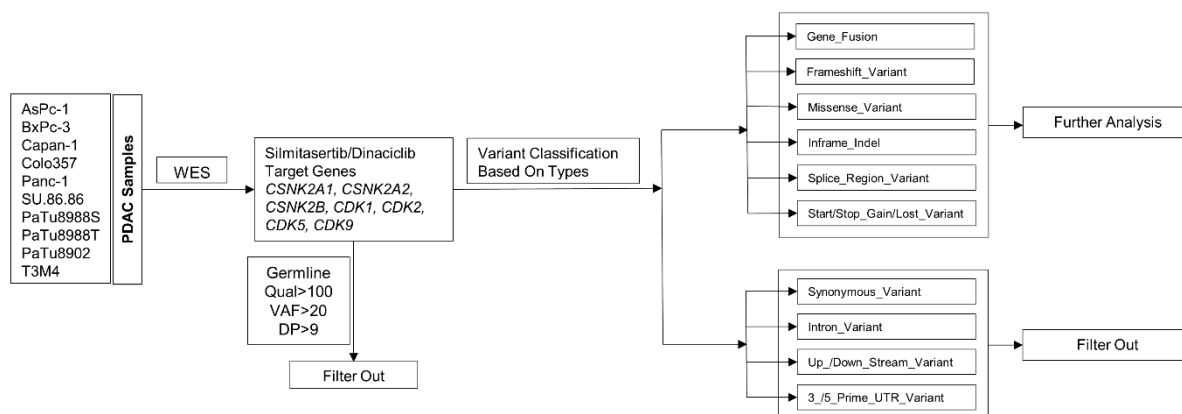 AsPc-1
BxPc-3
Capan-1
Colo357
Panc-1
SU.86.86
PaTu8988S
PaTu8988T
PaTu8902
T3M4
PDAC Samples
WES
Silmitasertib/Dinaciclib
Target Genes
CSNK2A1, CSNK2A2,
CSNK2B, CDK1, CDK2,
CDK5, CDK9
Germline
Qual>100
VAF>20
DP>9
Filter Out
Variant Classification
Based On Types
Gene_Fusion
Frameshift_Variant
Missense_Variant
Inframe_Indel
Splice_Region_Variant
Start/Stop_Gain/Lost_Variant
Further Analysis
Synonymous_Variant
Intron_Variant
Up_/Down_Stream_Variant
3_/5_Prime_UTR_Variant
Filter Out